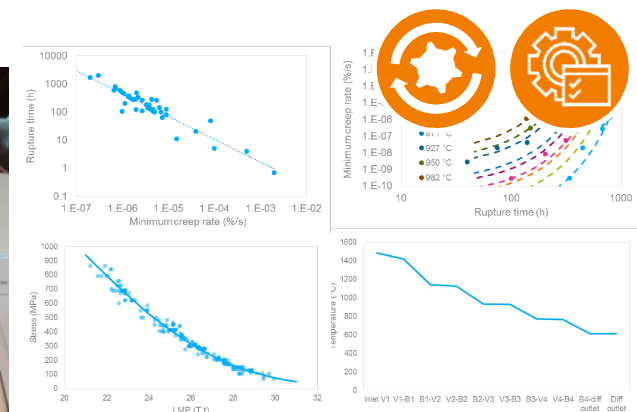 10000
1000
100
10
1
0.1
1.E-07
1.E-06
1.E-05
1.E-04
1.E-03
1.E-02
Rupture time (h)
Minimum creep rate (%/s)
1.E-06
1.E-07
1.E-08
1.E-09
1.E-10
Minimum creep rate (%/s)
927 °C
950 °C
982 °C
10
100
1000
Rupture time (h)
1000
900
800
700
600
500
400
300
200
100
0
Stress (MPa)
20
22
24
26
28
30
32
LMP (T,t)
1600
1400
1200
1000
800
600
400
200
0
Temperature (°C)
Inlet V1
V1-B1
B1-V2
V2-B2
B2-V3
V3-B3
B3-V4
V4-B4
B4-diff
outlet
Diff
outlet